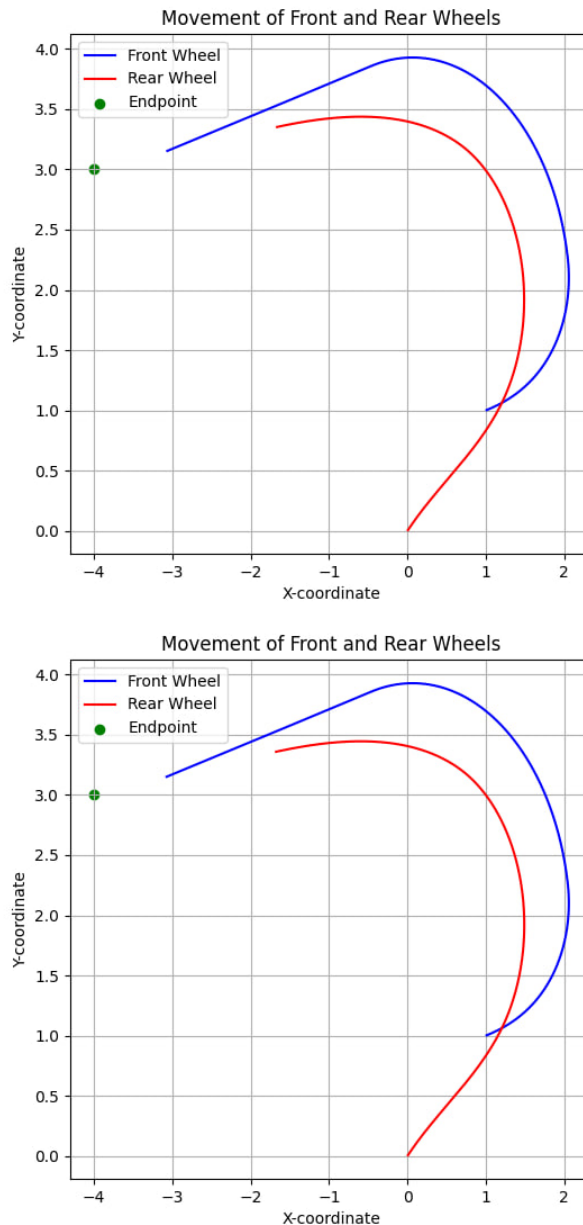 Movement of Front and Rear Wheels
Front Wheel
Rear Wheel
Endpoint
4.0
3.5
3.0
2.5
2.0
1.5
1.0
0.5
0.0
Y-coordinate
−4 −3 −2 −1 0 1 2
X-coordinate
Movement of Front and Rear Wheels
Front Wheel
Rear Wheel
Endpoint
4.0
3.5
3.0
2.5
2.0
1.5
1.0
0.5
0.0
Y-coordinate
−4 −3 −2 −1 0 1 2
X-coordinate